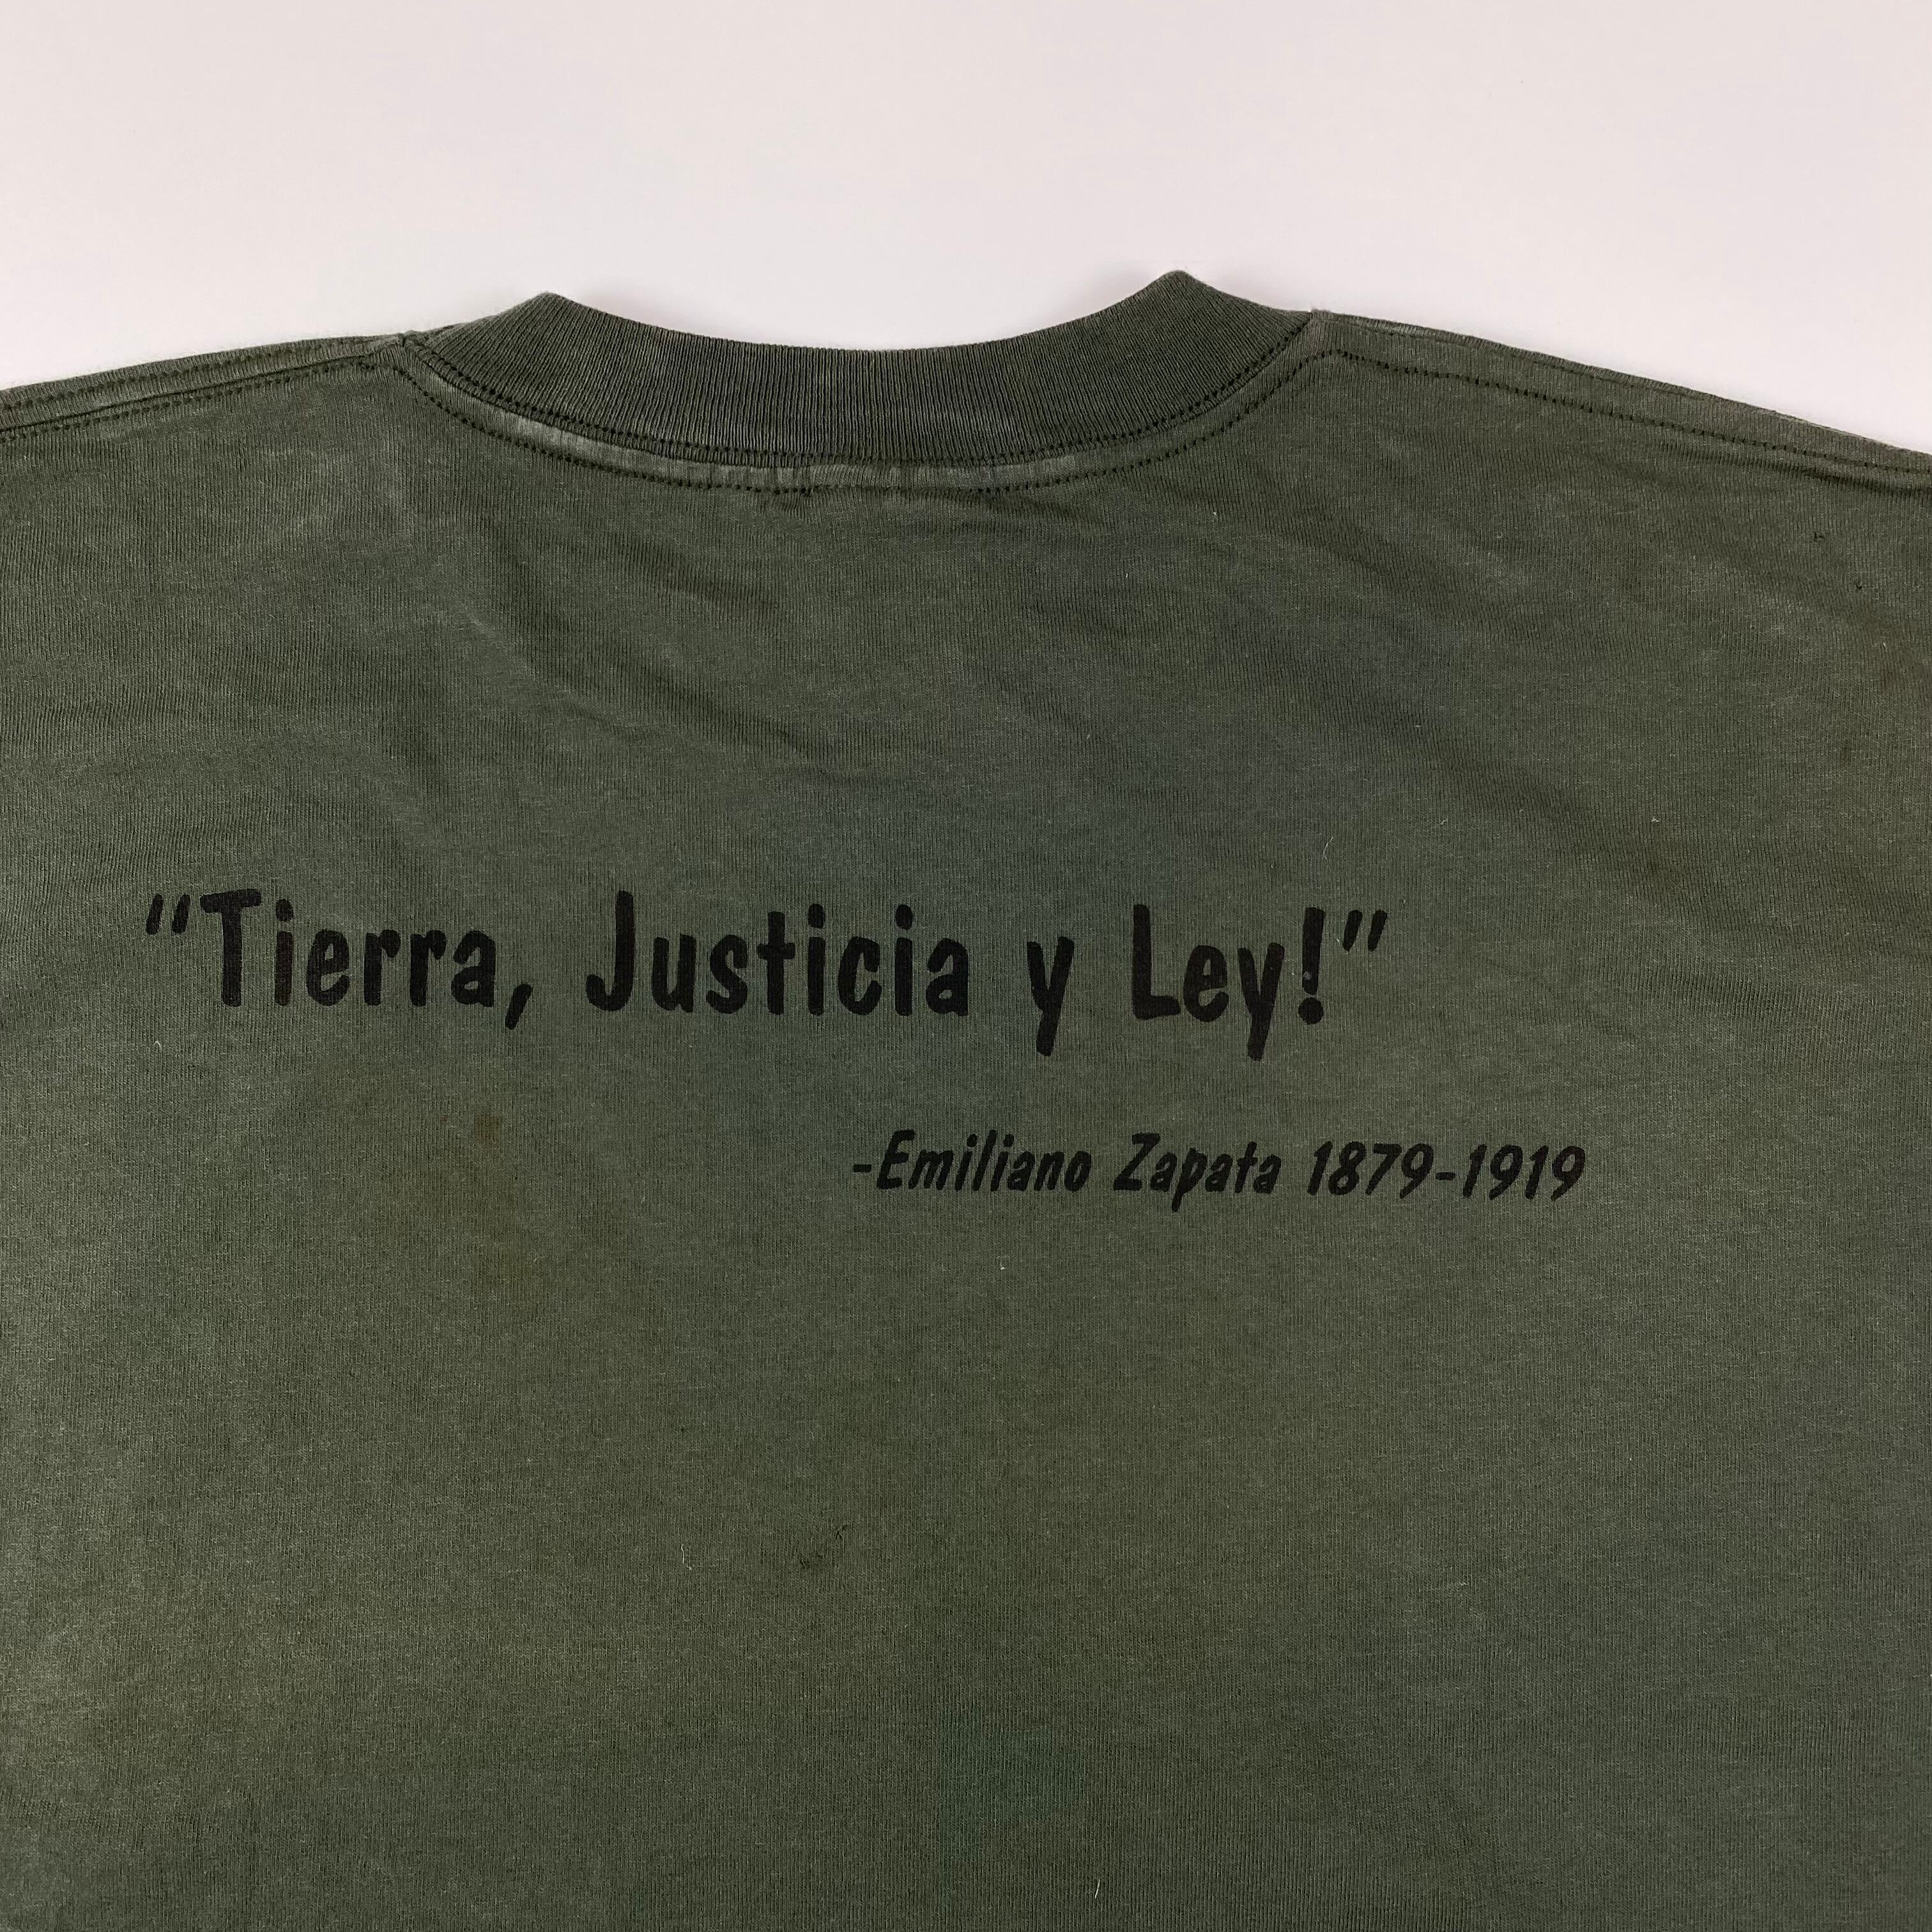 "Tierra, Justicia y Ley!"
-Emiliano Zapata 1879-1919